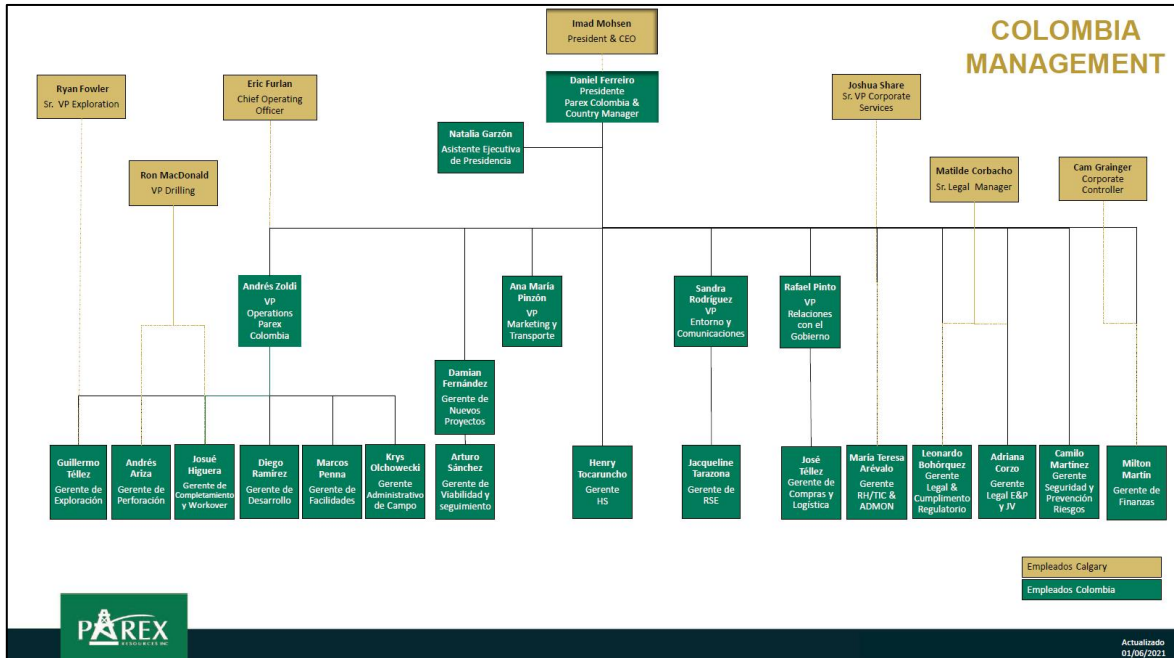 COLOMBIA
MANAGEMENT
Imad Mohsen
President & CEO
Ryan Fowler
Sr. VP Exploration
Eric Furlan
Chief Operating
Officer
Daniel Ferreiro
Presidente
Parex Colombia &
Country Manager
Joshua Share
Sr. VP Corporate
Services
Natalia Garzón
Asistente Ejecutiva
de Presidencia
Ron MacDonald
VP Drilling
Matilde Corbacho
Sr. Legal Manager
Cam Grainger
Corporate
Controller
Andrés Zoldi
VP
Operations
Parex
Colombia
Ana María
Pinzón
VP
Marketing y
Transporte
Sandra
Rodríguez
VP
Entorno y
Comunicaciones
Rafael Pinto
VP
Relaciones
con el
Gobierno
Damian
Fernández
Gerente de
Nuevos
Proyectos
Guillermo
Téllez
Gerente de
Exploración
Andrés
Ariza
Gerente de
Perforación
Josué
Higuera
Gerente de
Completamiento
y Workover
Diego
Ramírez
Gerente de
Desarrollo
Marcos
Penna
Gerente de
Facilidades
Krys
Olchowecki
Gerente
Administrativo
de Campo
Arturo
Sánchez
Gerente de
Viabilidad y
seguimiento
Henry
Tocaruncho
Gerente
HS
Jacqueline
Tarazona
Gerente de
RSE
José
Téllez
Gerente de
Compras y
Logística
María Teresa
Arévalo
Gerente
RH/TIC &
ADMON
Leonardo
Bohórquez
Gerente
Legal &
Cumplimento
Regulatorio
Adriana
Corzo
Gerente
Legal E&P
y JV
Camilo
Martínez
Gerente
Seguridad y
Prevención
Riesgos
Milton
Martín
Gerente de
Finanzas
Empleados Calgary
Empleados Colombia
PAREX
RESOURCES INC
Actualizado
01/06/2021